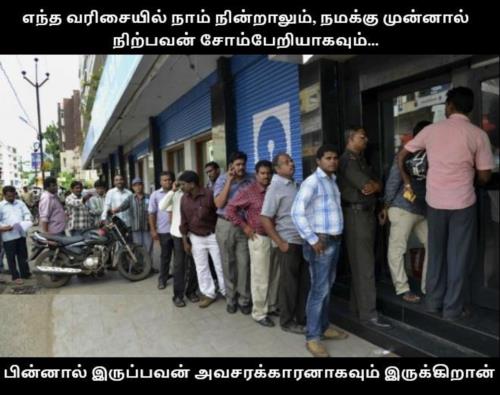 எந்த வரிசையில் நாம் நின்றாலும், நமக்கு முன்னால்
நிற்பவன் சோம்பேறியாகவும்...
பின்னால் இருப்பவன் அவசரக்காரனாகவும் இருக்கிறான்